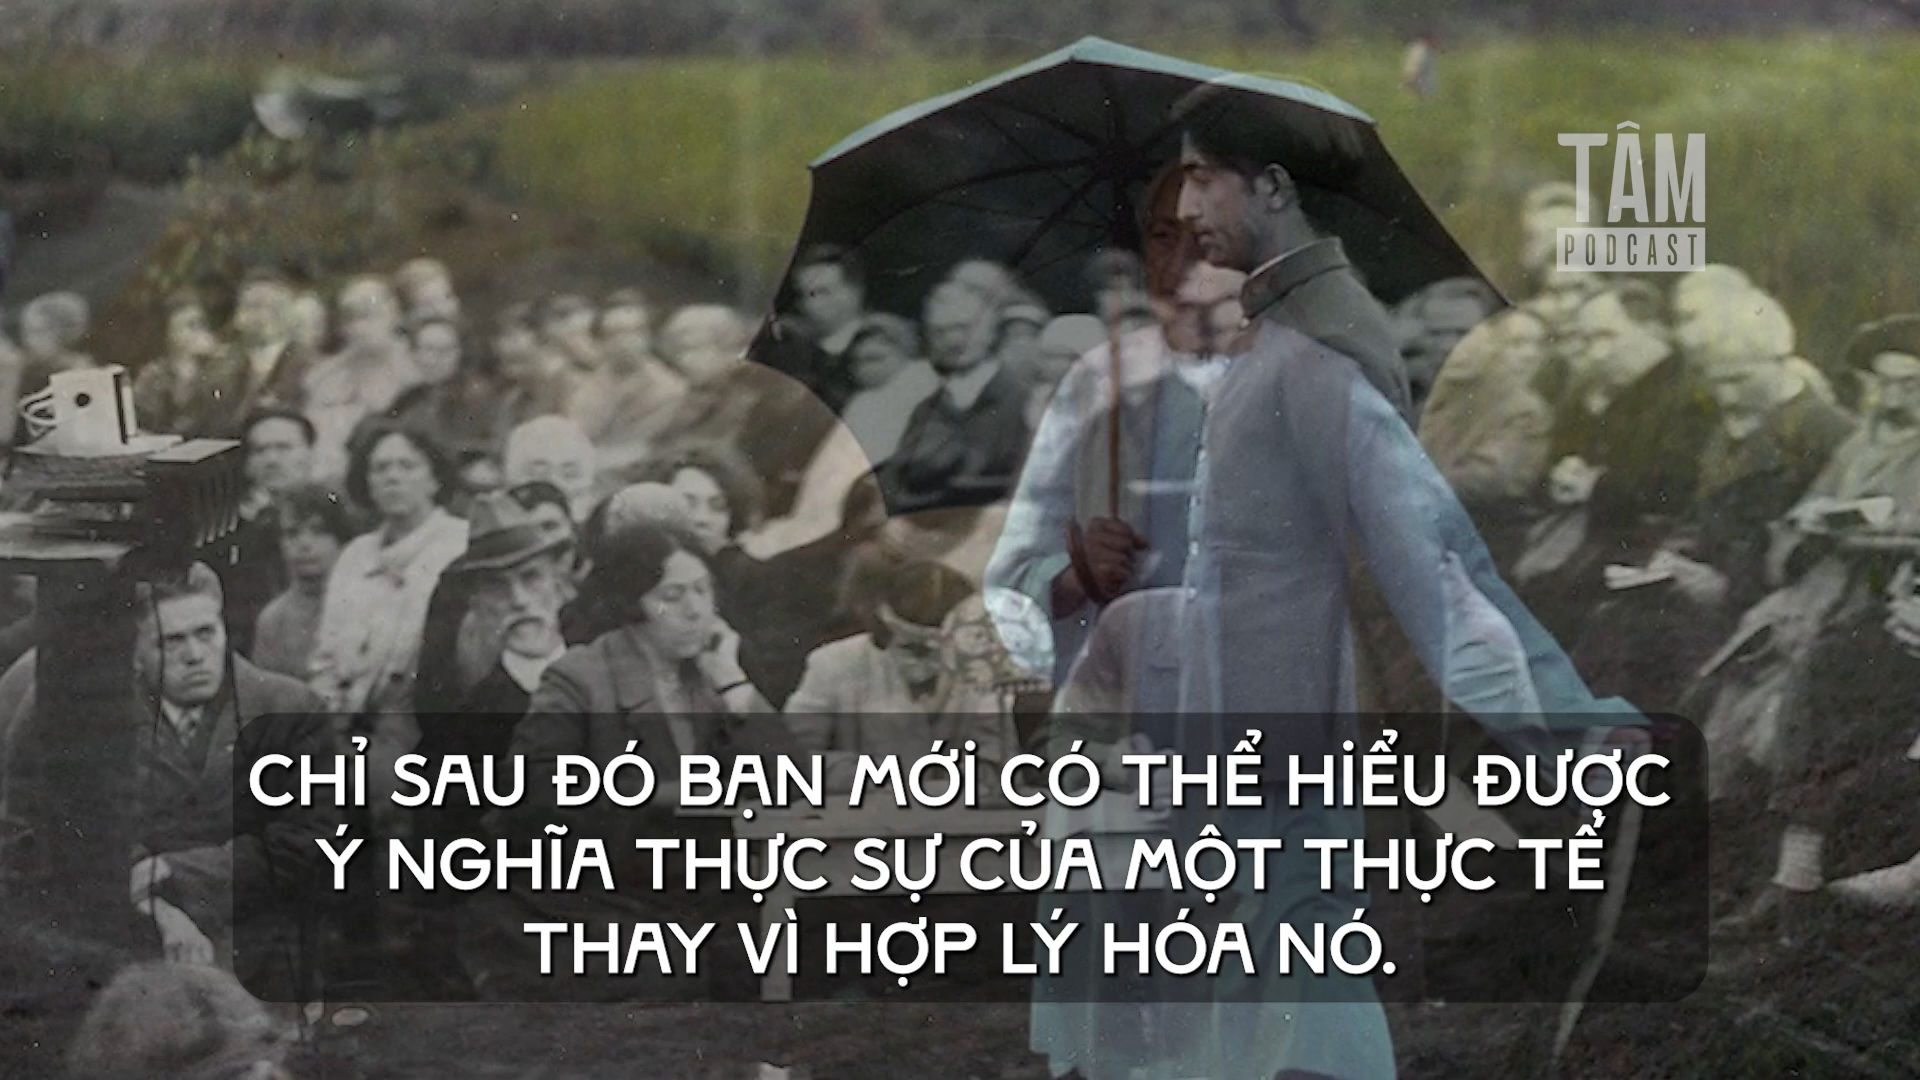 TÂM
PODCAST
CHỈ SAU ĐÓ BẠN MỚI CÓ THỂ HIỂU ĐƯỢC
Ý NGHĨA THỰC SỰ CỦA MỘT THỰC TẾ
THAY VÌ HỢP LÝ HÓA NÓ.